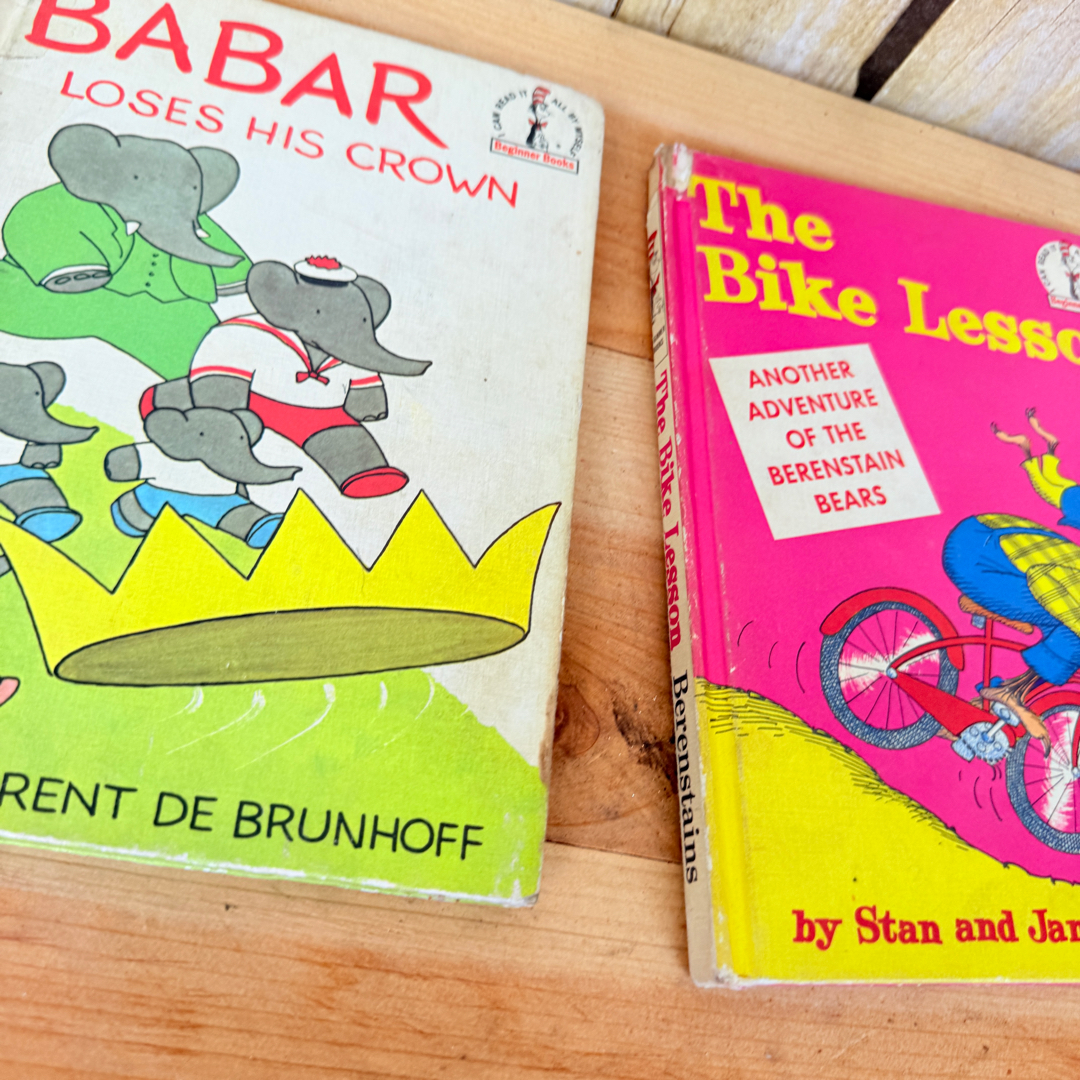 BABAR
LOSES HIS CROWN
I CAN READ IT ALL BY MYSELF
Beginner Books
RENT DE BRUNHOFF
The
Bike Lesso
ANOTHER
ADVENTURE
OF THE
BERENSTAIN
BEARS
by Stan and Jan
The Bike Lesson
Berenstains